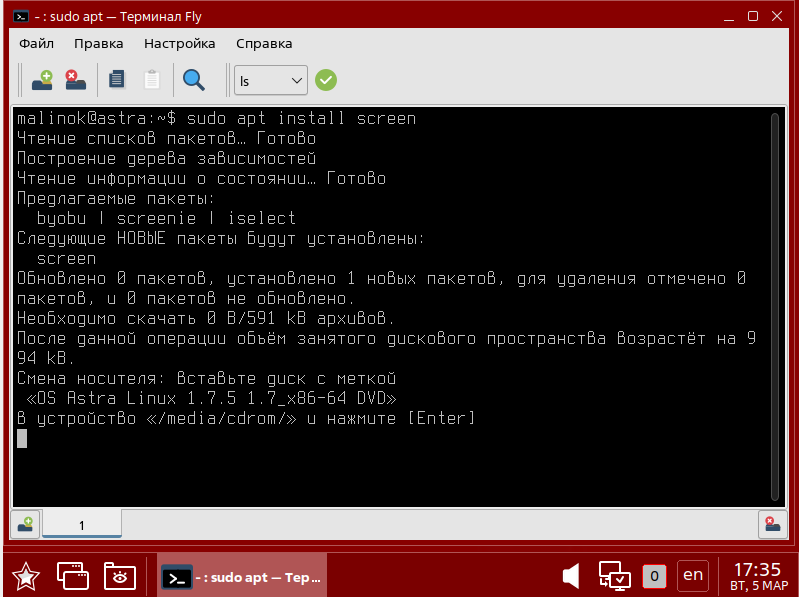 - : sudo apt — Терминал Fly
Файл Правка Настройка Справка
ls
malinok@astra:~$ sudo apt install screen
Чтение списков пакетов… Готово
Построение дерева зависимостей
Чтение информации о состоянии… Готово
Предлагаемые пакеты:
byobu | screenie | iselect
Следующие НОВЫЕ пакеты будут установлены:
screen
Обновлено 0 пакетов, установлено 1 новых пакетов, для удаления отмечено 0
пакетов, и 0 пакетов не обновлено.
Необходимо скачать 0 B/591 kB архивов.
После данной операции объём занятого дискового пространства возрастёт на 9
94 kB.
Смена носителя: Вставьте диск с меткой
«OS Astra Linux 1.7.5 1.7_x86-64 DVD»
в устройство «/media/cdrom/» и нажмите [Enter]
1
- : sudo apt — Тер...
0
en
17:35
ВТ, 5 МАР